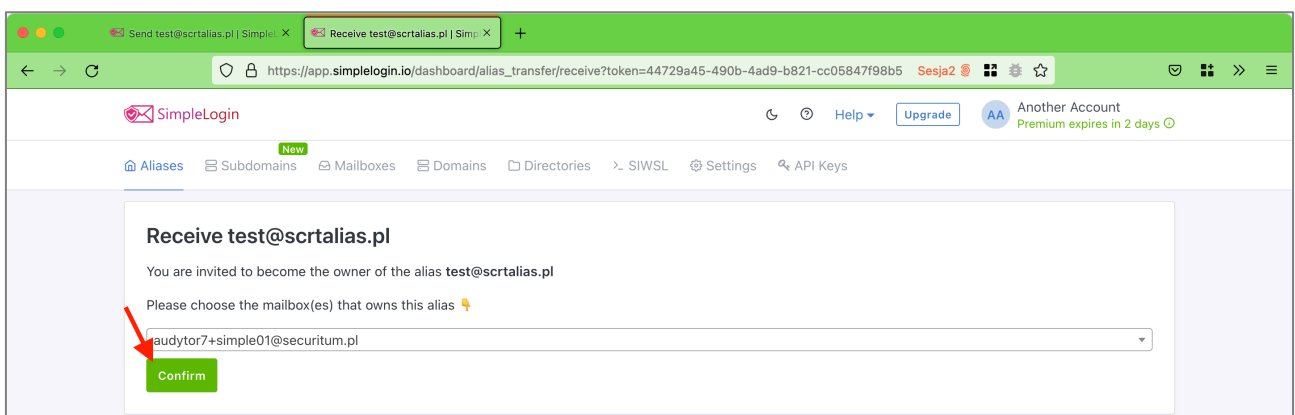 Send test@scrtalias.pl | SimpleL
Receive test@scrtalias.pl | Simp
https://app.simplelogin.io/dashboard/alias_transfer/receive?token=44729a45-490b-4ad9-b821-cc05847f98b5 Sesja2
SimpleLogin
Help
Upgrade
AA
Another Account
Premium expires in 2 days
New
Aliases Subdomains Mailboxes Domains Directories SIWSL Settings API Keys
Receive test@scrtalias.pl
You are invited to become the owner of the alias test@scrtalias.pl
Please choose the mailbox(es) that owns this alias 👇
audytor7+simple01@securitum.pl
Confirm